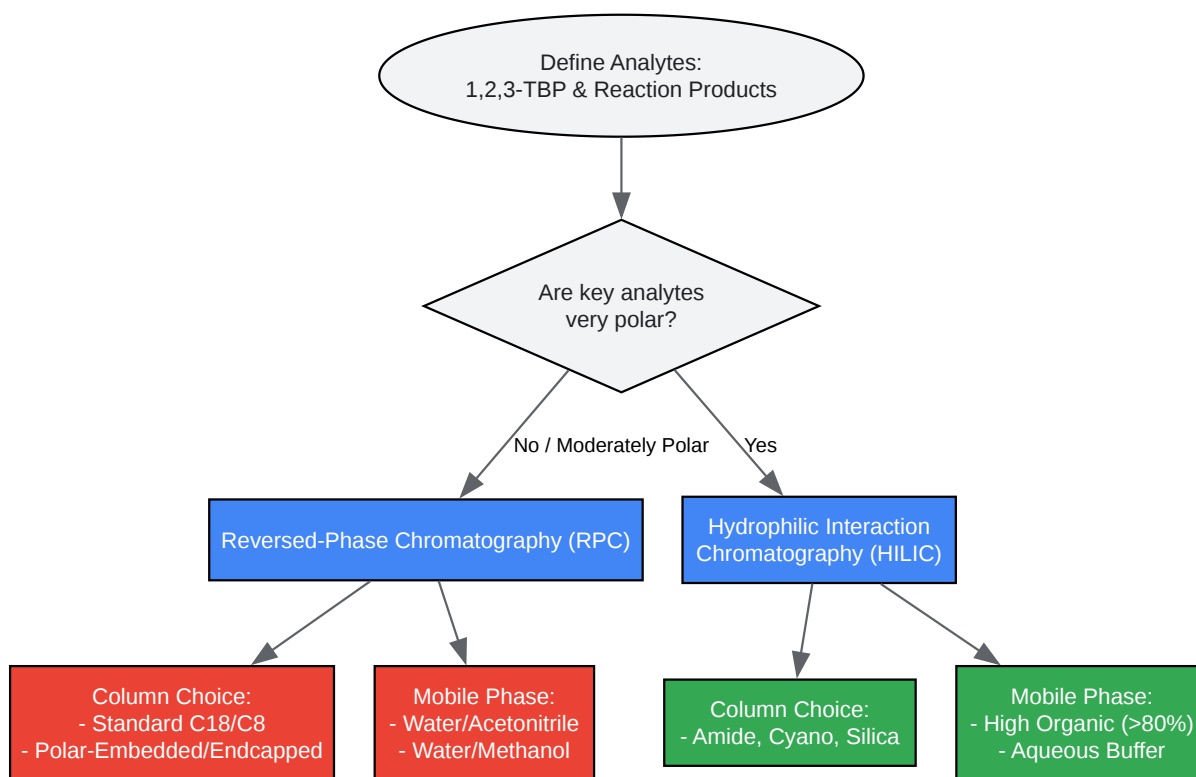 Define Analytes:
1,2,3-TBP & Reaction Products
Are key analytes
very polar?
No / Moderately Polar
Yes
Reversed-Phase Chromatography (RPC)
Hydrophilic Interaction
Chromatography (HILIC)
Column Choice:
- Standard C18/C8
- Polar-Embedded/Endcapped
Mobile Phase:
- Water/Acetonitrile
- Water/Methanol
Column Choice:
- Amide, Cyano, Silica
Mobile Phase:
- High Organic (>80%)
- Aqueous Buffer